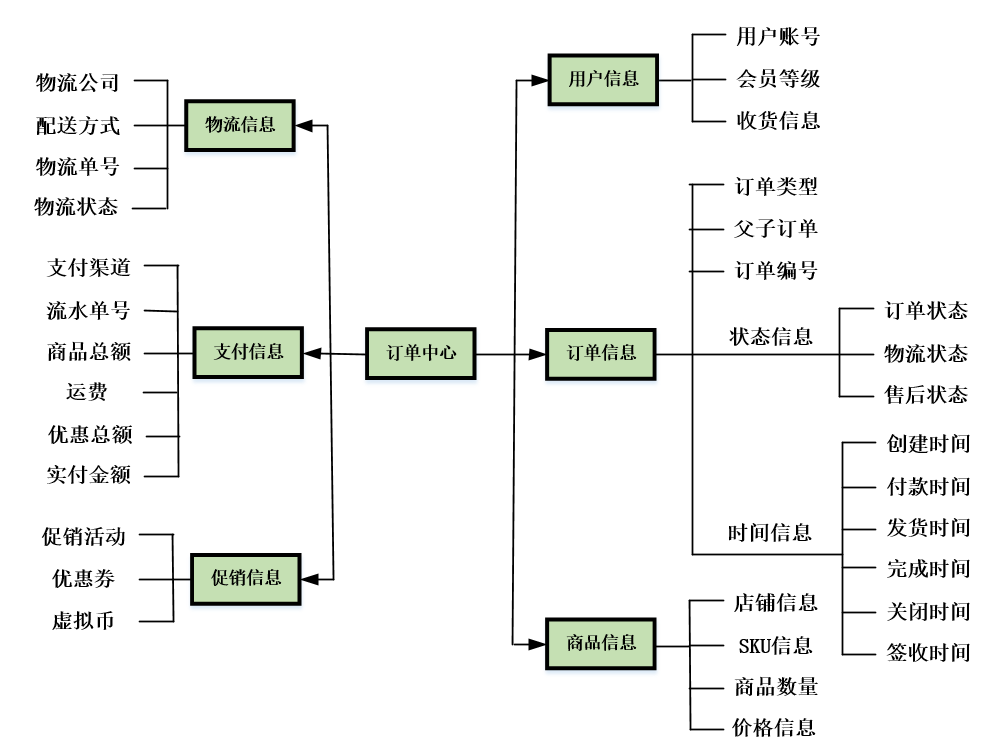 订单中心
物流信息
物流公司
配送方式
物流单号
物流状态
支付信息
支付渠道
流水单号
商品总额
运费
优惠总额
实付金额
促销信息
促销活动
优惠券
虚拟币
用户信息
用户账号
会员等级
收货信息
订单信息
订单类型
父子订单
订单编号
状态信息
订单状态
物流状态
售后状态
时间信息
创建时间
付款时间
发货时间
完成时间
关闭时间
签收时间
商品信息
店铺信息
SKU信息
商品数量
价格信息